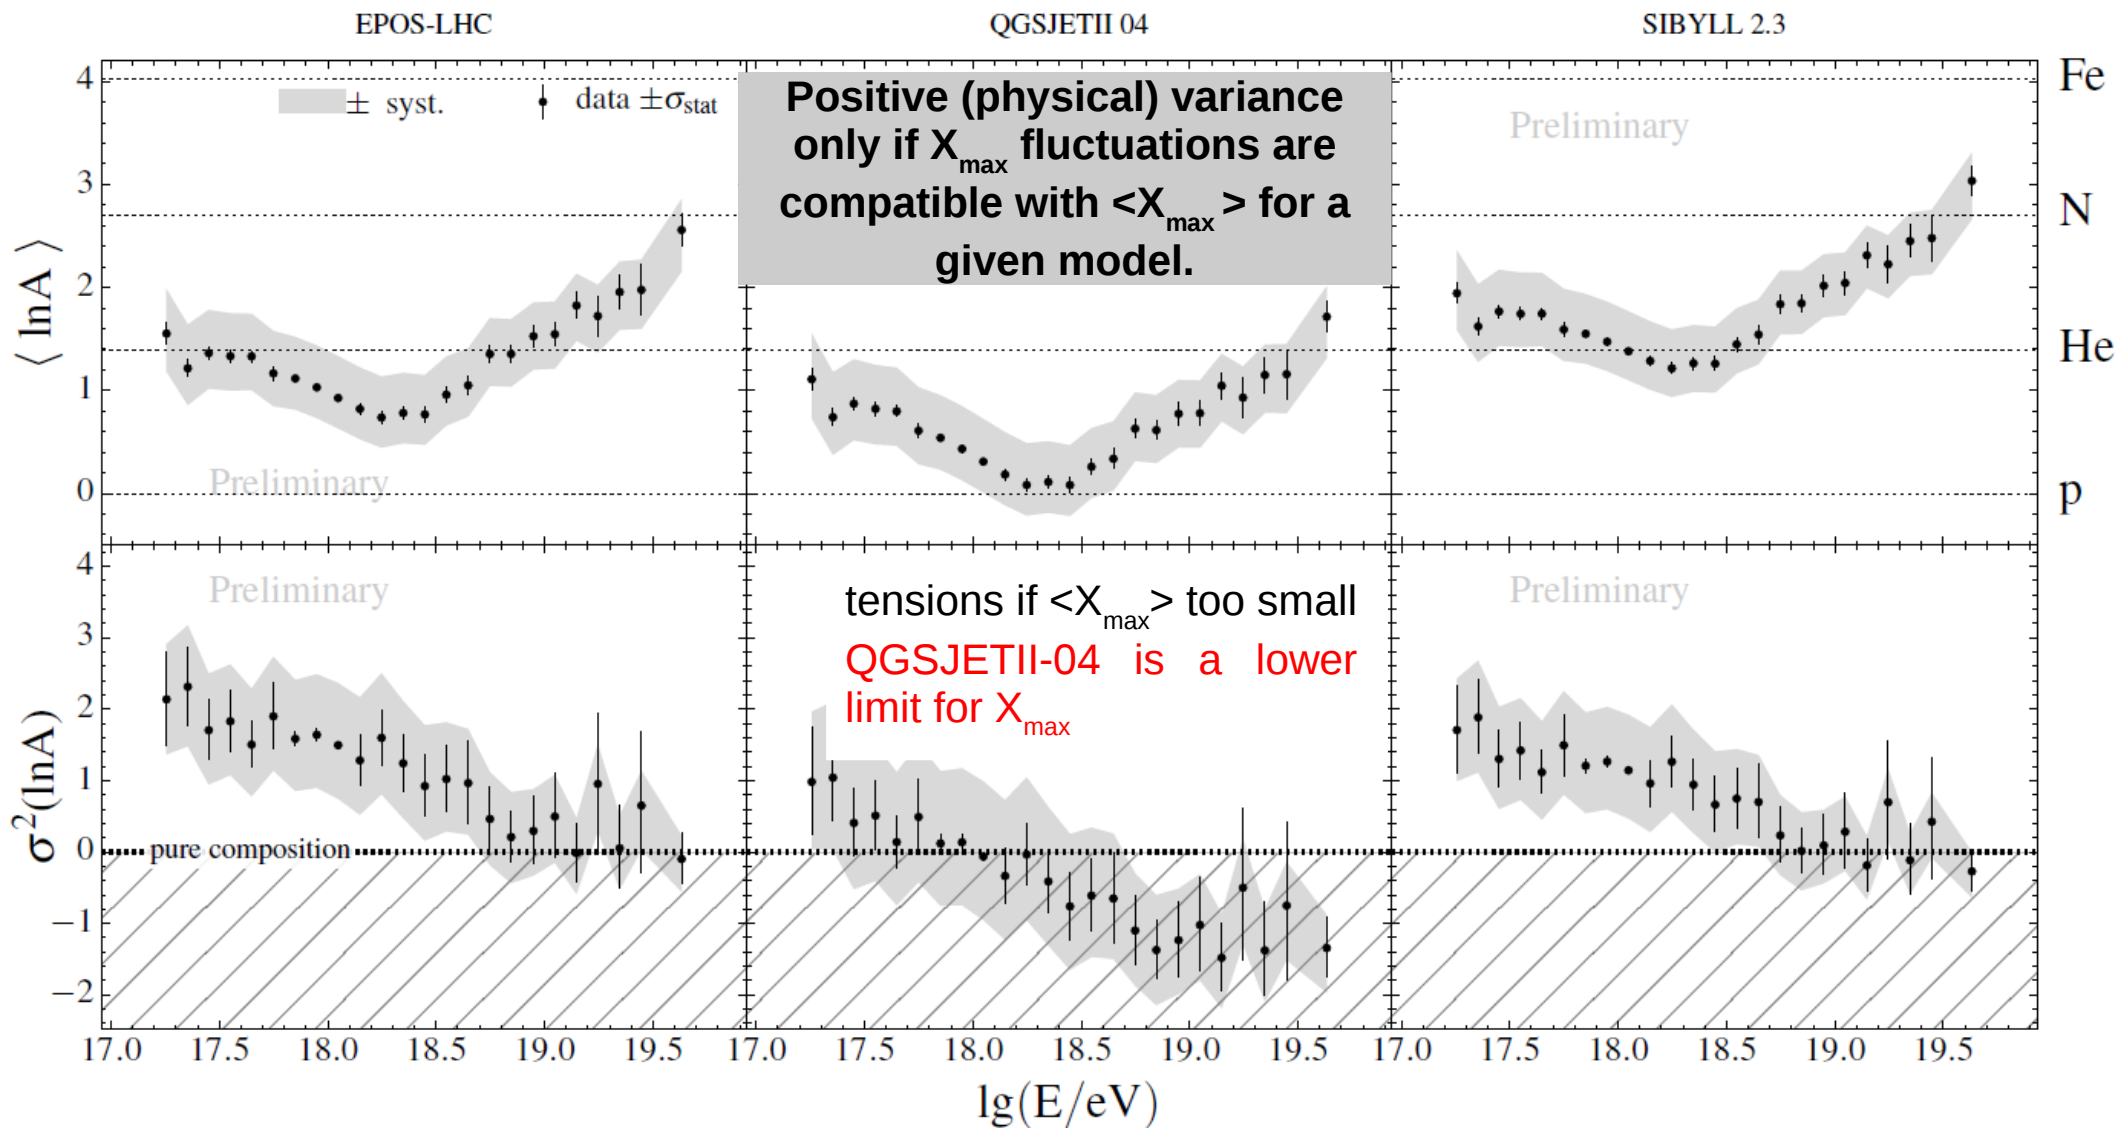 EPOS-LHC QGSJETII 04 SIBYLL 2.3
4 ± syst. data ±σstat Fe
Positive (physical) variance
only if Xmax fluctuations are
compatible with <Xmax > for a
given model.
Preliminary
3
N
⟨ lnA ⟩
2
He
1
Preliminary
0 p
4
Preliminary
tensions if <Xmax> too small
QGSJETII-04 is a lower
limit for Xmax
Preliminary
3
2
σ²(lnA)
1
0 pure composition
−1
−2
17.0 17.5 18.0 18.5 19.0 19.5 17.0 17.5 18.0 18.5 19.0 19.5 17.0 17.5 18.0 18.5 19.0 19.5
lg(E/eV)